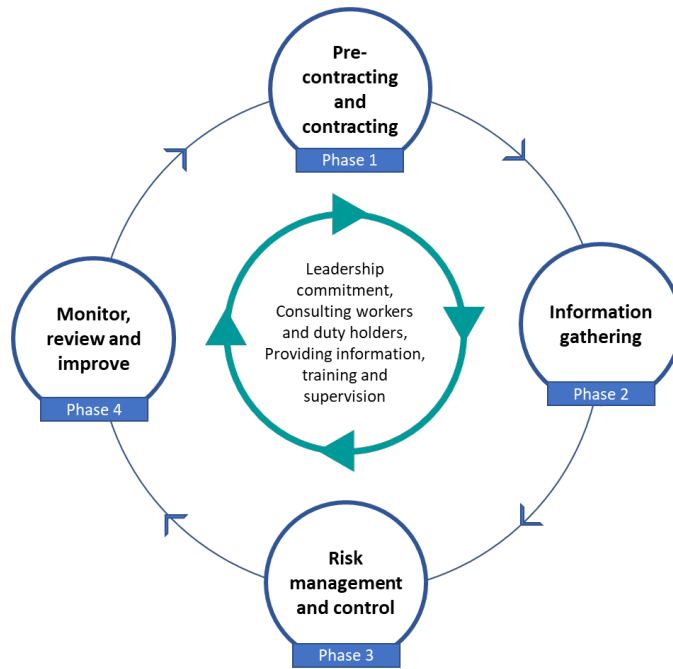 Pre-
contracting
and
contracting
Phase 1
Information
gathering
Phase 2
Risk
management
and control
Phase 3
Monitor,
review and
improve
Phase 4
Leadership
commitment,
Consulting workers
and duty holders,
Providing information,
training and
supervision